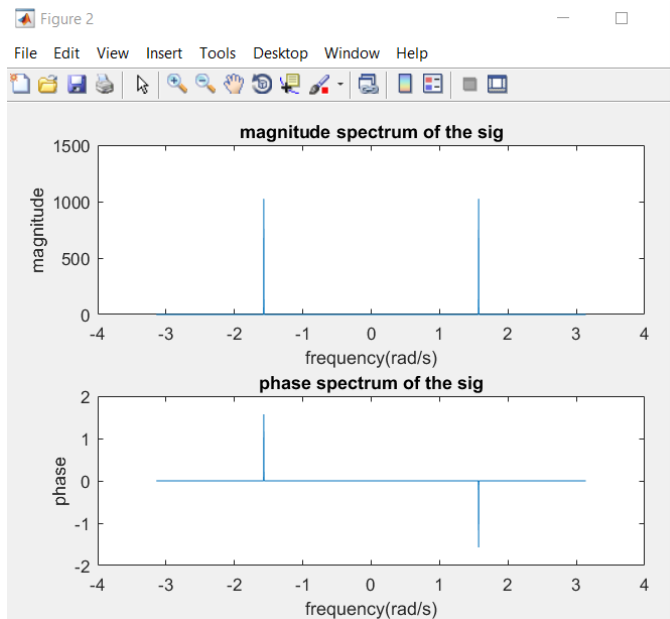 Figure 2
File Edit View Insert Tools Desktop Window Help
magnitude spectrum of the sig
magnitude
1500
1000
500
0
-4 -3 -2 -1 0 1 2 3 4
frequency(rad/s)
phase spectrum of the sig
phase
2
1
0
-1
-2
-4 -3 -2 -1 0 1 2 3 4
frequency(rad/s)